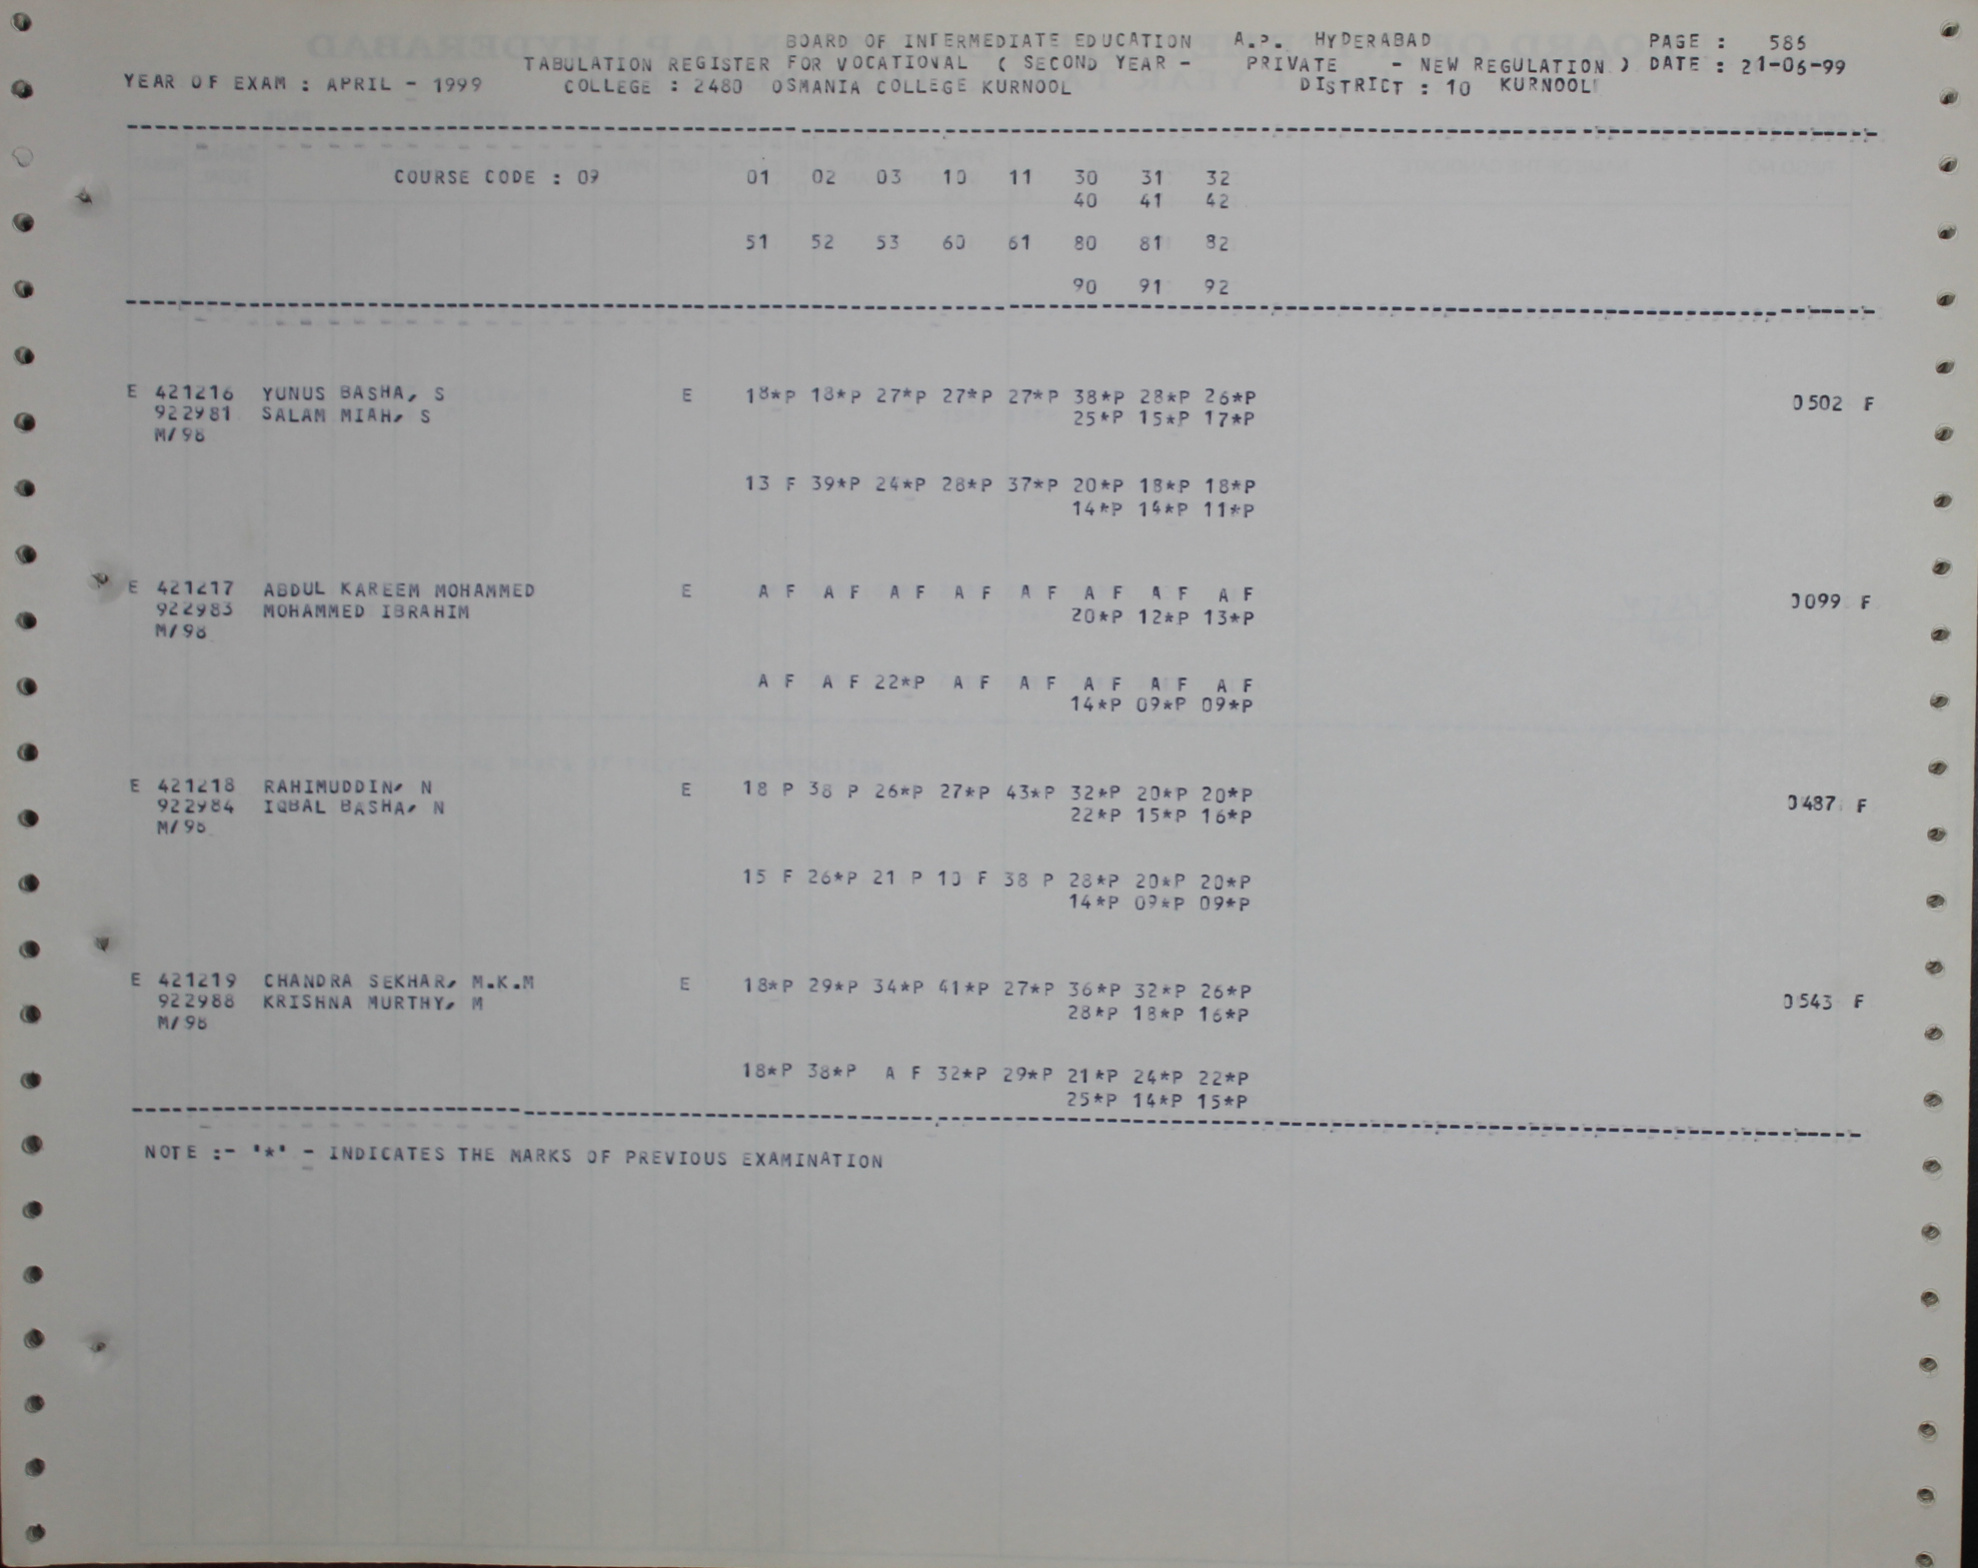 BOARD OF INTERMEDIATE EDUCATION A.P. HYDERABAD PAGE : 586
TABULATION REGISTER FOR VOCATIONAL ( SECOND YEAR - PRIVATE - NEW REGULATION ) DATE : 21-06-99
YEAR OF EXAM : APRIL - 1999 COLLEGE : 2480 OSMANIA COLLEGE KURNOOL DISTRICT : 10 KURNOOL
COURSE CODE : 09 01 02 03 10 11 30 31 32
40 41 42
51 52 53 60 61 80 81 82
90 91 92
E 421216 YUNUS BASHA, S E 18*P 18*P 27*P 27*P 27*P 38*P 28*P 26*P
922981 SALAM MIAH, S 25*P 15*P 17*P 0502 F
M/98
13 F 39*P 24*P 28*P 37*P 20*P 18*P 18*P
14*P 14*P 11*P
E 421217 ABDUL KAREEM MOHAMMED E A F A F A F A F A F A F A F A F
922983 MOHAMMED IBRAHIM 20*P 12*P 13*P 0099 F
M/98
A F A F 22*P A F A F A F A F A F
14*P 09*P 09*P
E 421218 RAHIMUDDIN, N E 18 P 38 P 26*P 27*P 43*P 32*P 20*P 20*P
922984 IQBAL BASHA, N 22*P 15*P 16*P 0487 F
M/98
15 F 26*P 21 P 10 F 38 P 28*P 20*P 20*P
14*P 09*P 09*P
E 421219 CHANDRA SEKHAR, M.K.M E 18*P 29*P 34*P 41*P 27*P 36*P 32*P 26*P
922988 KRISHNA MURTHY, M 28*P 18*P 16*P 0543 F
M/98
18*P 38*P A F 32*P 29*P 21*P 24*P 22*P
25*P 14*P 15*P
NOTE :- '*' - INDICATES THE MARKS OF PREVIOUS EXAMINATION